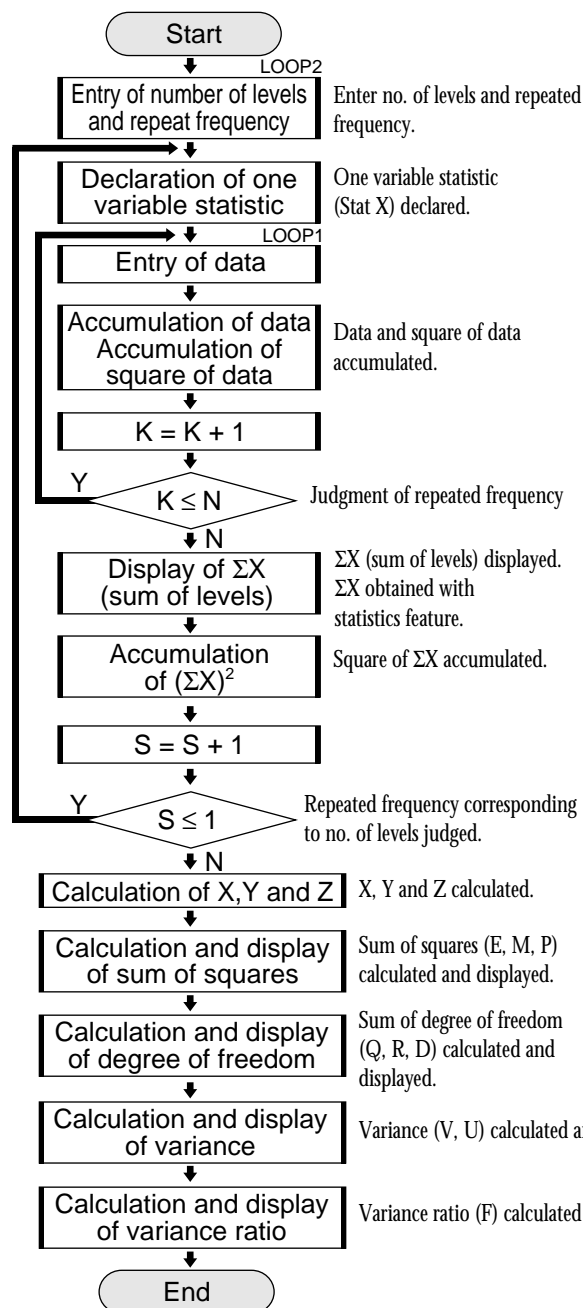 Start
LOOP2
Entry of number of levels
and repeat frequency
Enter no. of levels and repeated
frequency.
Declaration of one
variable statistic
One variable statistic
(Stat X) declared.
LOOP1
Entry of data
Accumulation of data
Accumulation of
square of data
Data and square of data
accumulated.
K = K + 1
Y
K ≤ N
Judgment of repeated frequency
N
Display of ΣX
(sum of levels)
ΣX (sum of levels) displayed.
ΣX obtained with
statistics feature.
Accumulation
of (ΣX)²
Square of ΣX accumulated.
S = S + 1
Y
S ≤ 1
Repeated frequency corresponding
to no. of levels judged.
N
Calculation of X,Y and Z
X, Y and Z calculated.
Calculation and display
of sum of squares
Sum of squares (E, M, P)
calculated and displayed.
Calculation and display
of degree of freedom
Sum of degree of freedom
(Q, R, D) calculated and
displayed.
Calculation and display
of variance
Variance (V, U) calculated
Calculation and display
of variance ratio
Variance ratio (F) calculated
End